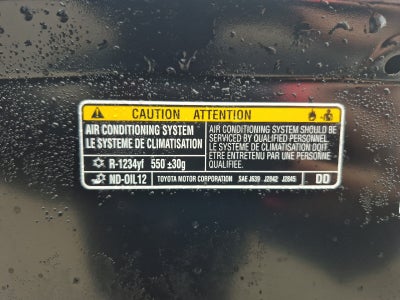 CAUTION ATTENTION
AIR CONDITIONING SYSTEM
LE SYSTEME DE CLIMATISATION
R-1234yf 550 ±30g
ND-OIL12
AIR CONDITIONING SYSTEM SHOULD BE
SERVICED BY QUALIFIED PERSONNEL
LE SYSTEME DE CLIMATISATION DOIT
ETRE ENTRETENU PAR UNE PERSONNE
QUALIFIEE
TOYOTA MOTOR CORPORATION SAE J639 J2842 J2845 DD